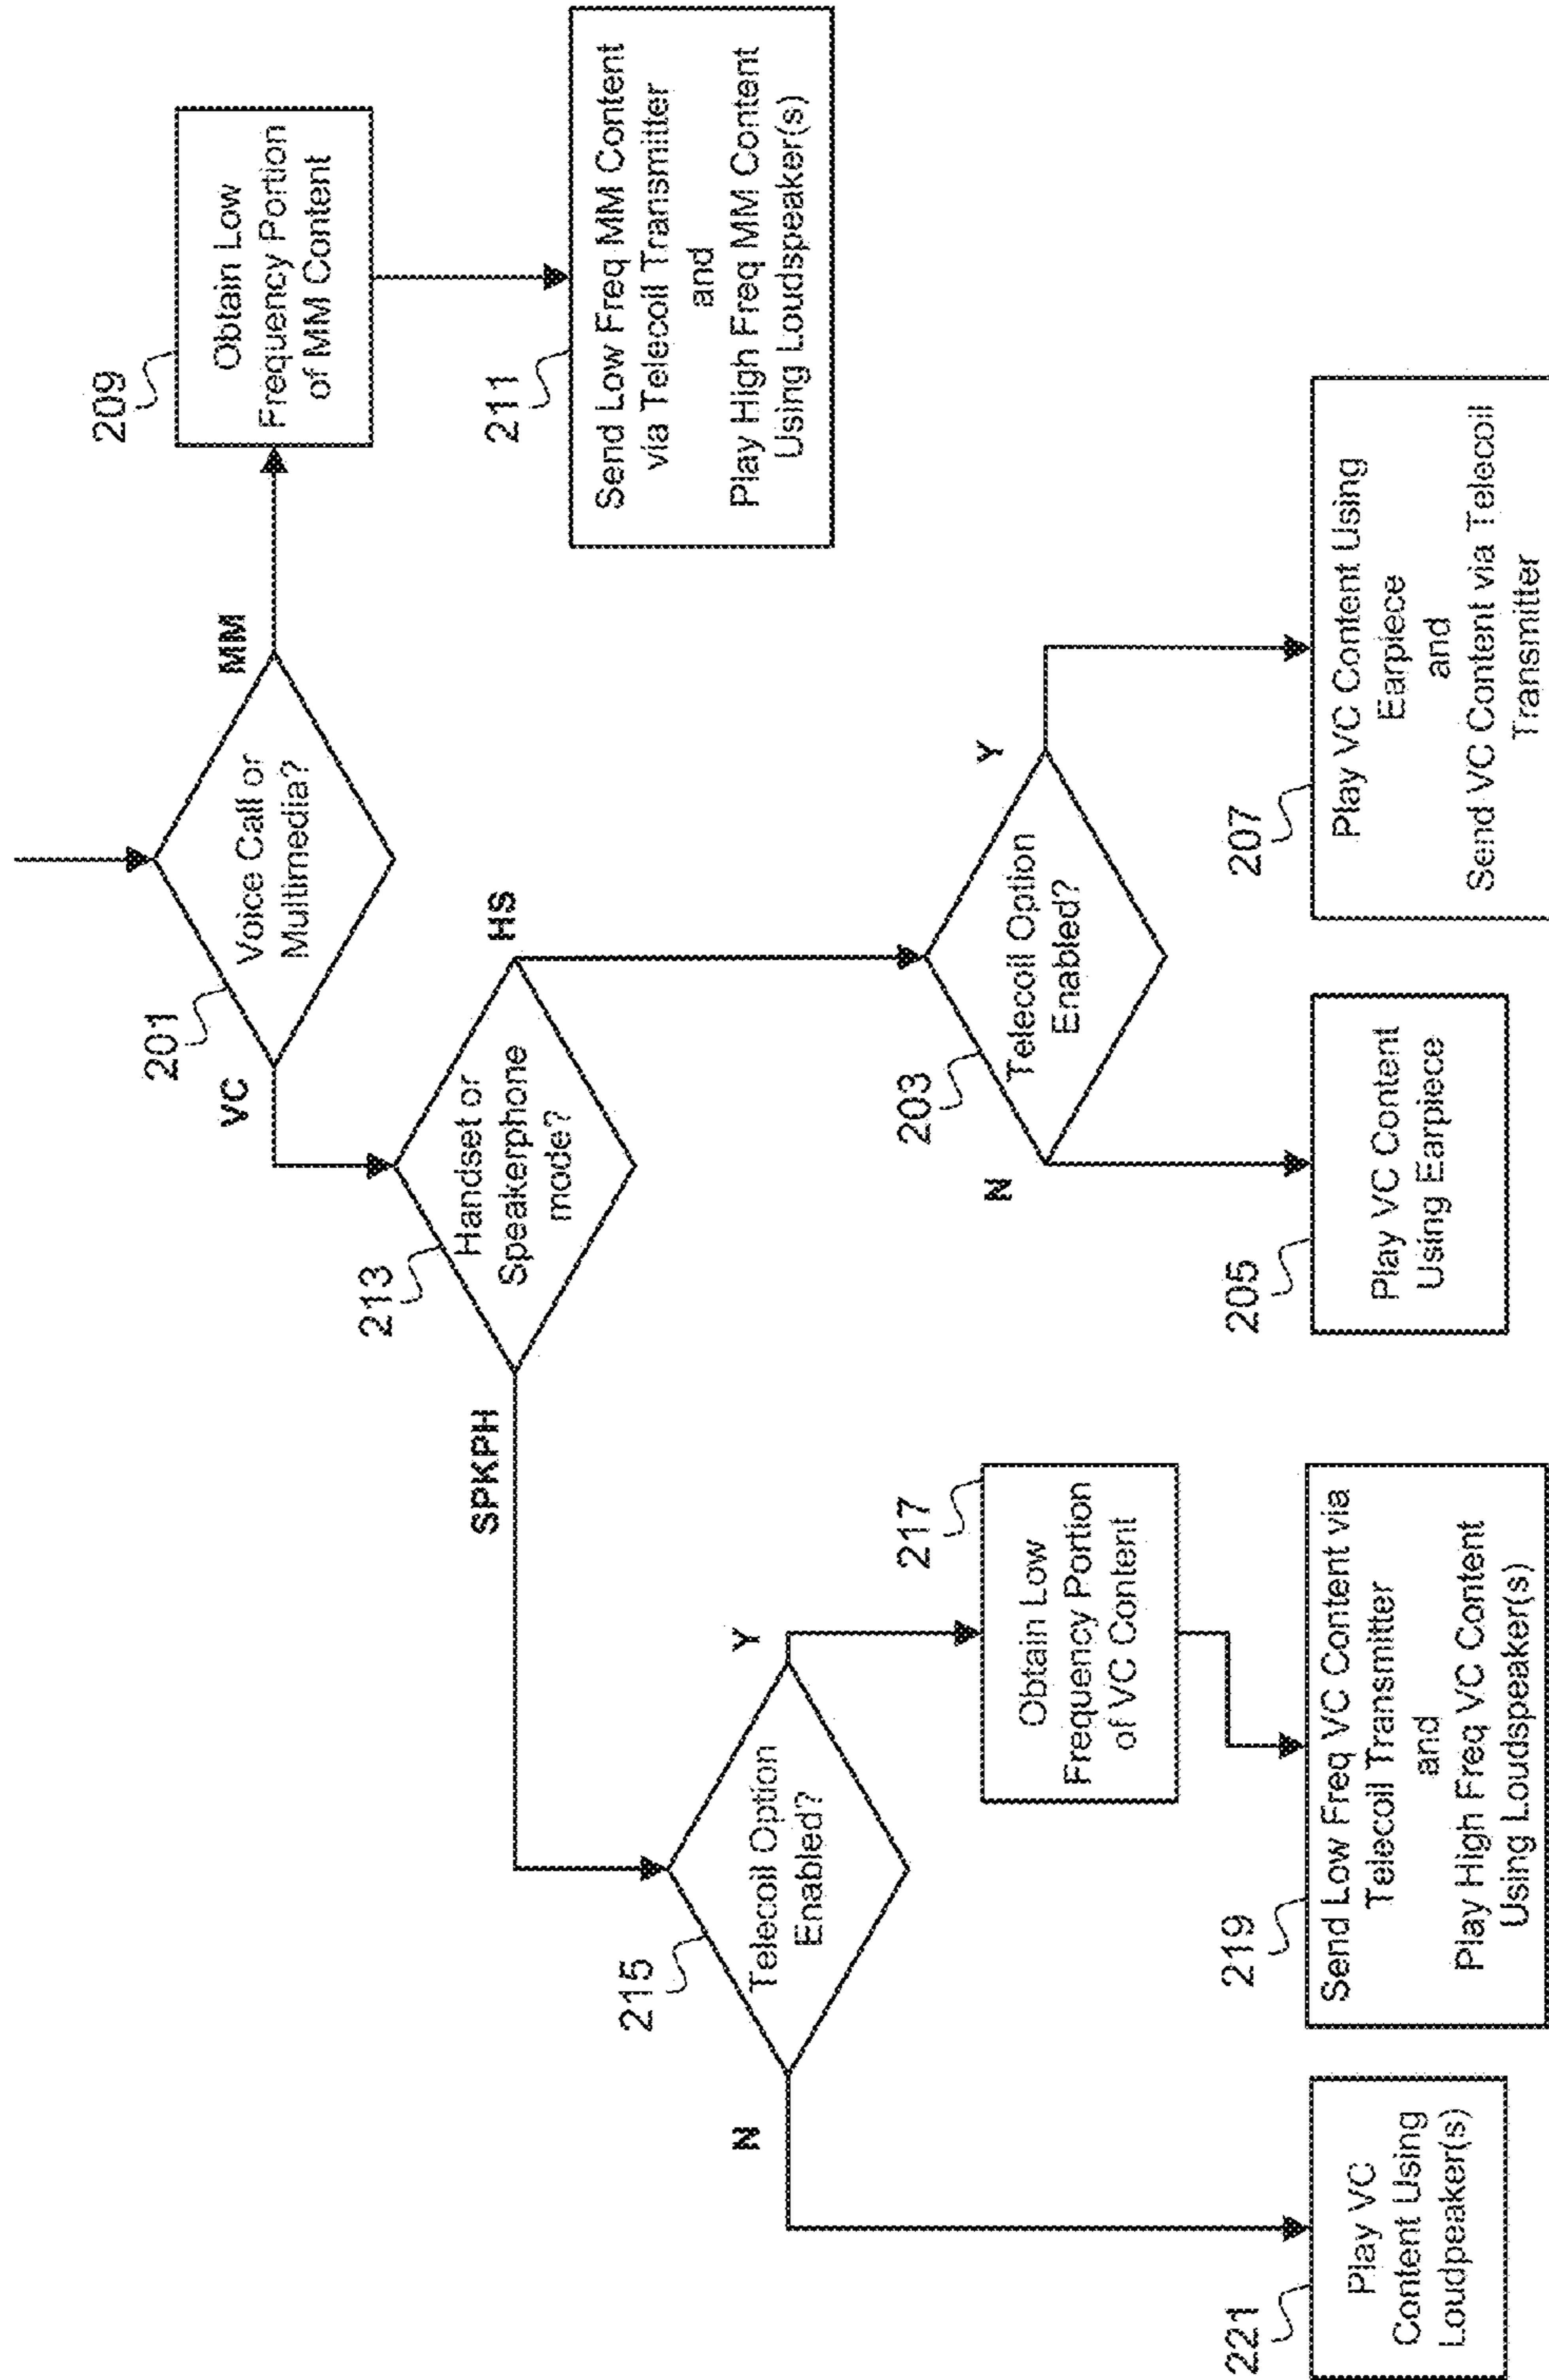 201
Voice Call or
Multimedia?
VC
MM
209
Obtain Low
Frequency Portion
of MM Content
211
Send Low Freq MM Content
via Telecoil Transmitter
and
Play High Freq MM Content
Using Loudspeaker(s)
213
Handset or
Speakerphone
mode?
SPKPH
HS
215
Telecoil Option
Enabled?
N
Y
217
Obtain Low
Frequency Portion
of VC Content
203
Telecoil Option
Enabled?
N
Y
221
Play VC
Content Using
Loudpeaker(s)
219
Send Low Freq VC Content via
Telecoil Transmitter
and
Play High Freq VC Content
Using Loudspeaker(s)
205
Play VC Content
Using Earpiece
207
Play VC Content Using
Earpiece
and
Send VC Content via Telecoil
Transmitter